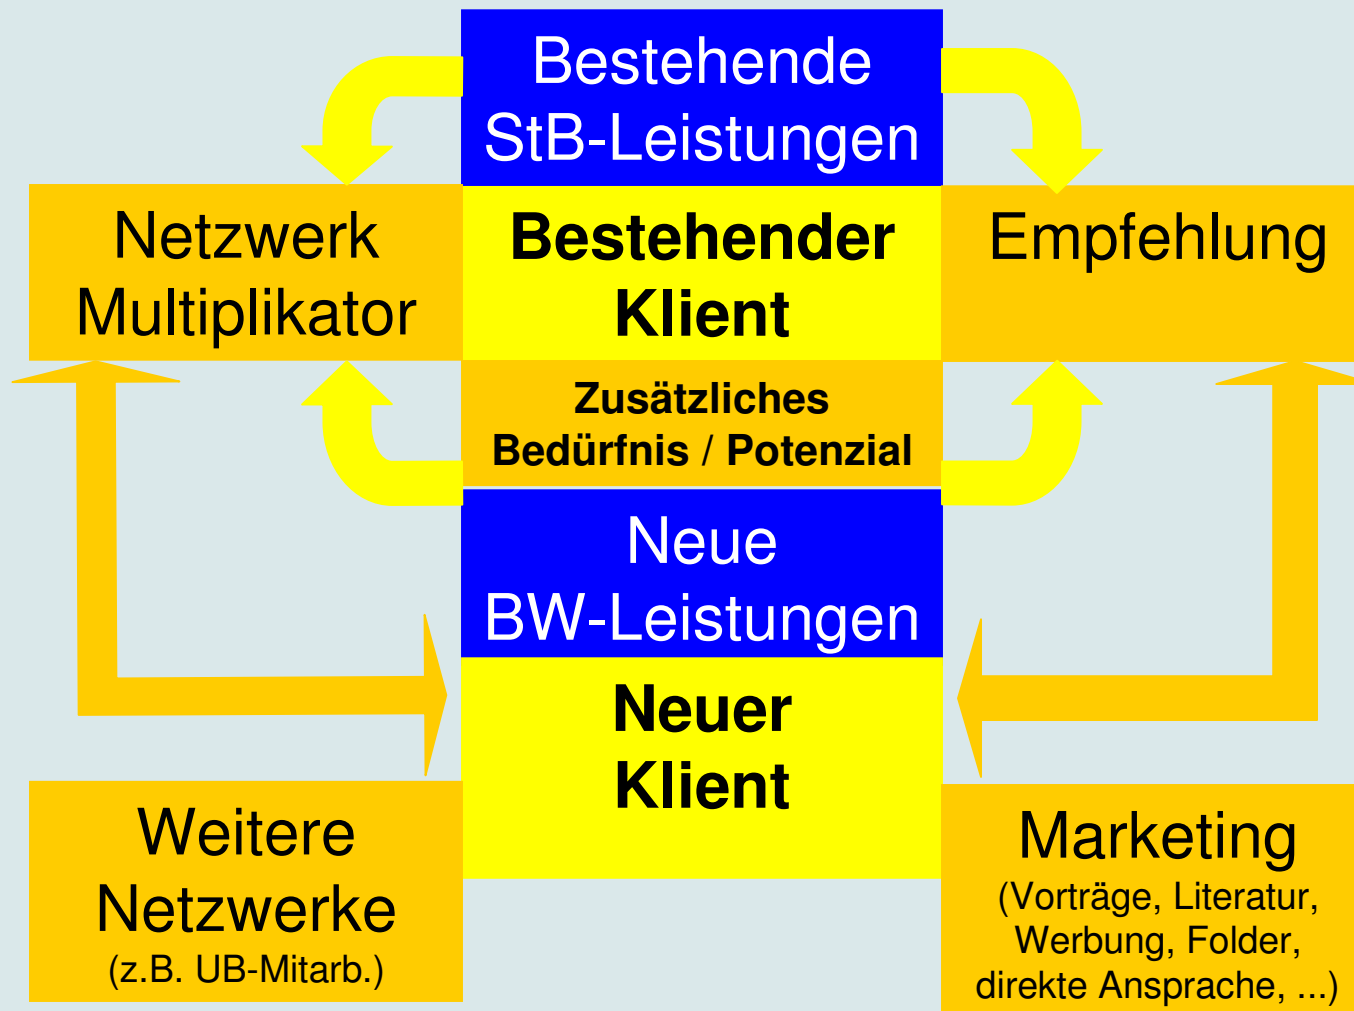 Bestehende
StB-Leistungen
Netzwerk
Multiplikator
Bestehender
Klient
Empfehlung
Zusätzliches
Bedürfnis / Potenzial
Neue
BW-Leistungen
Neuer
Klient
Weitere
Netzwerke
(z.B. UB-Mitarb.)
Marketing
(Vorträge, Literatur,
Werbung, Folder,
direkte Ansprache, ...)